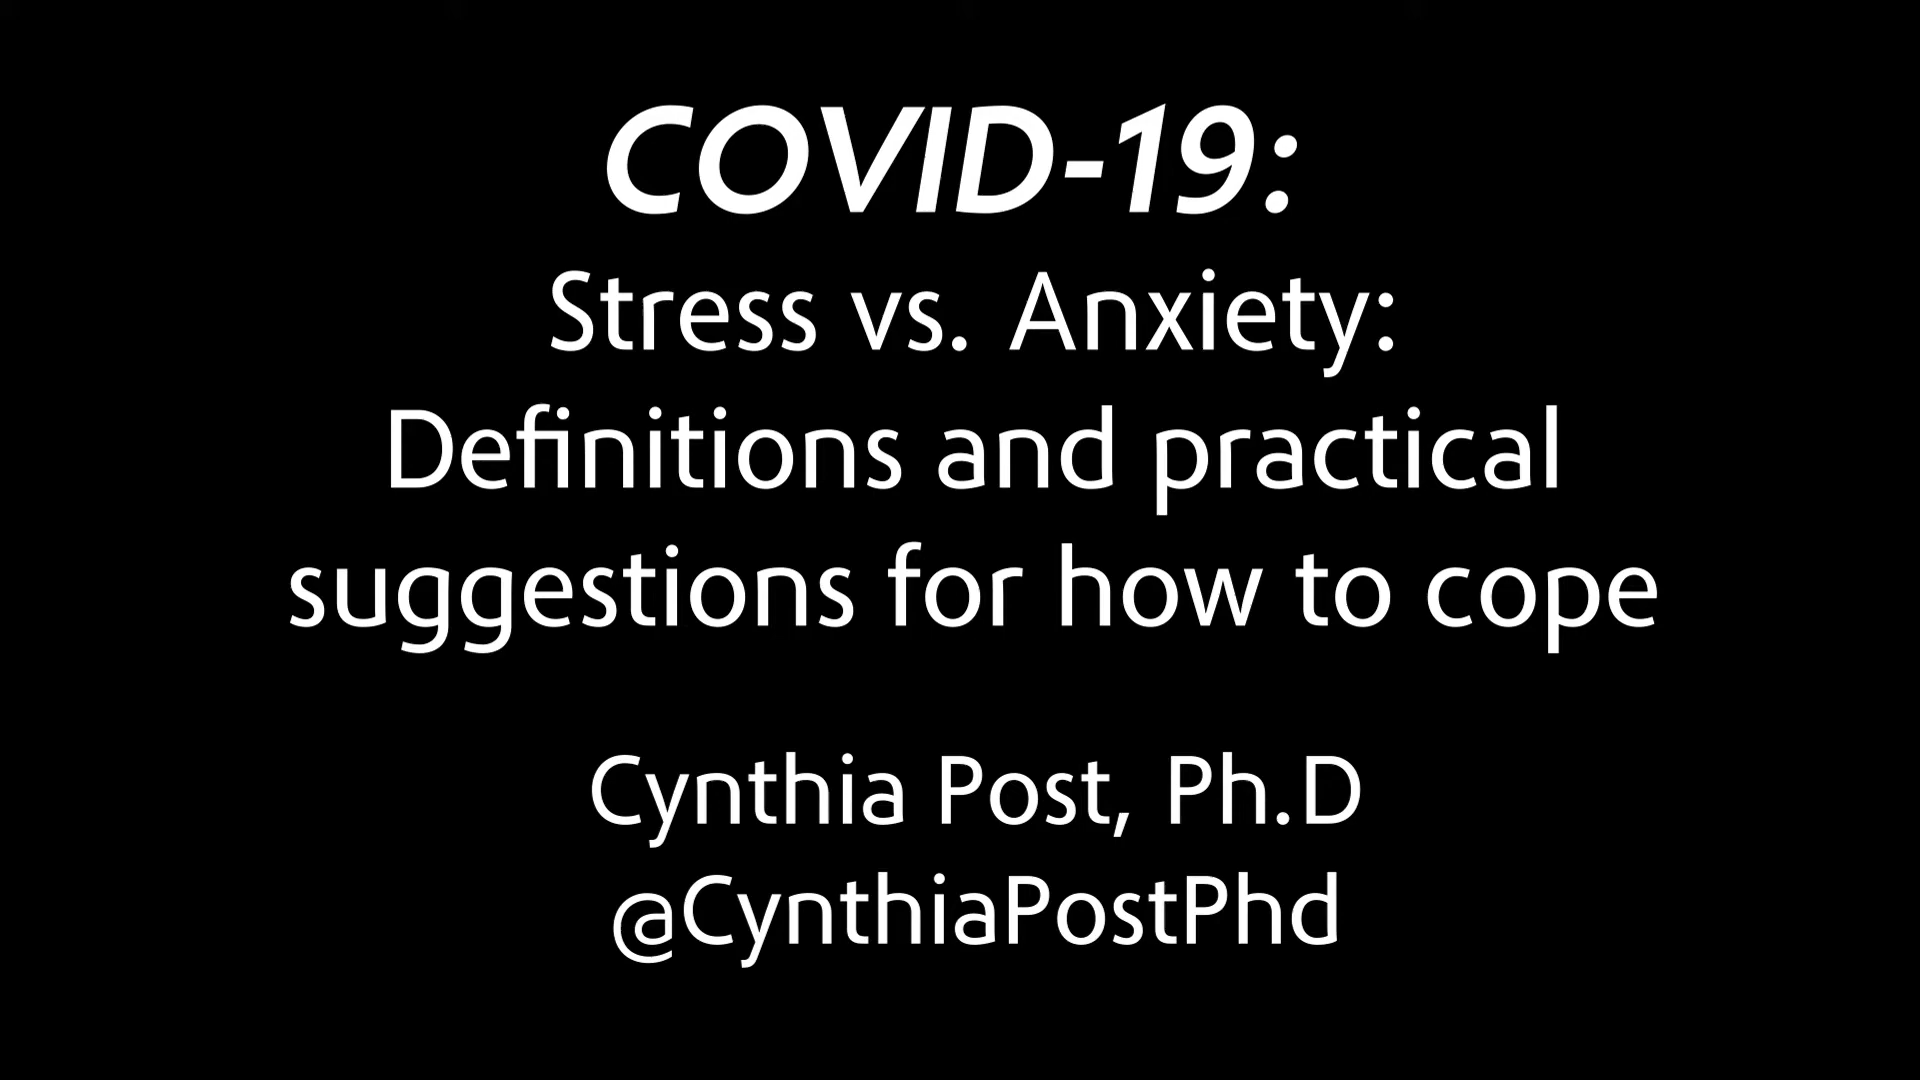 COVID-19:
Stress vs. Anxiety:
Definitions and practical
suggestions for how to cope
Cynthia Post, Ph.D
@CynthiaPostPhd